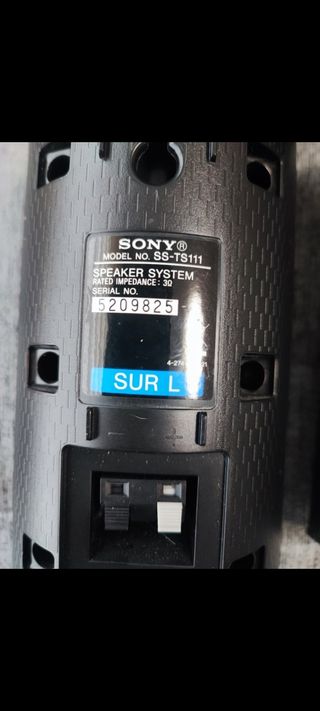 SONY®
MODEL NO. SS-TS111
SPEAKER SYSTEM
RATED IMPEDANCE: 3Ω
SERIAL NO.
5209825
SUR L